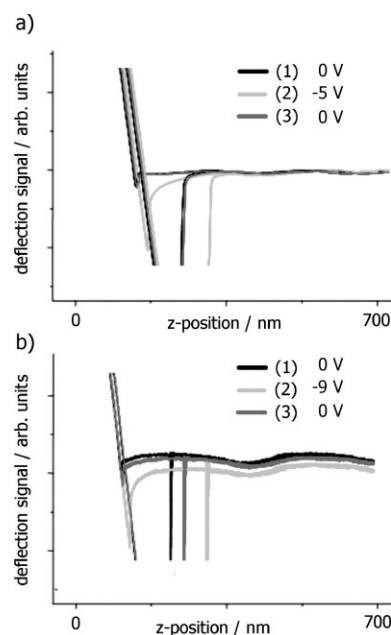 a)
deflection signal / arb. units
(1) 0 V
(2) -5 V
(3) 0 V
0 z-position / nm 700
b)
deflection signal / arb. units
(1) 0 V
(2) -9 V
(3) 0 V
0 z-position / nm 700